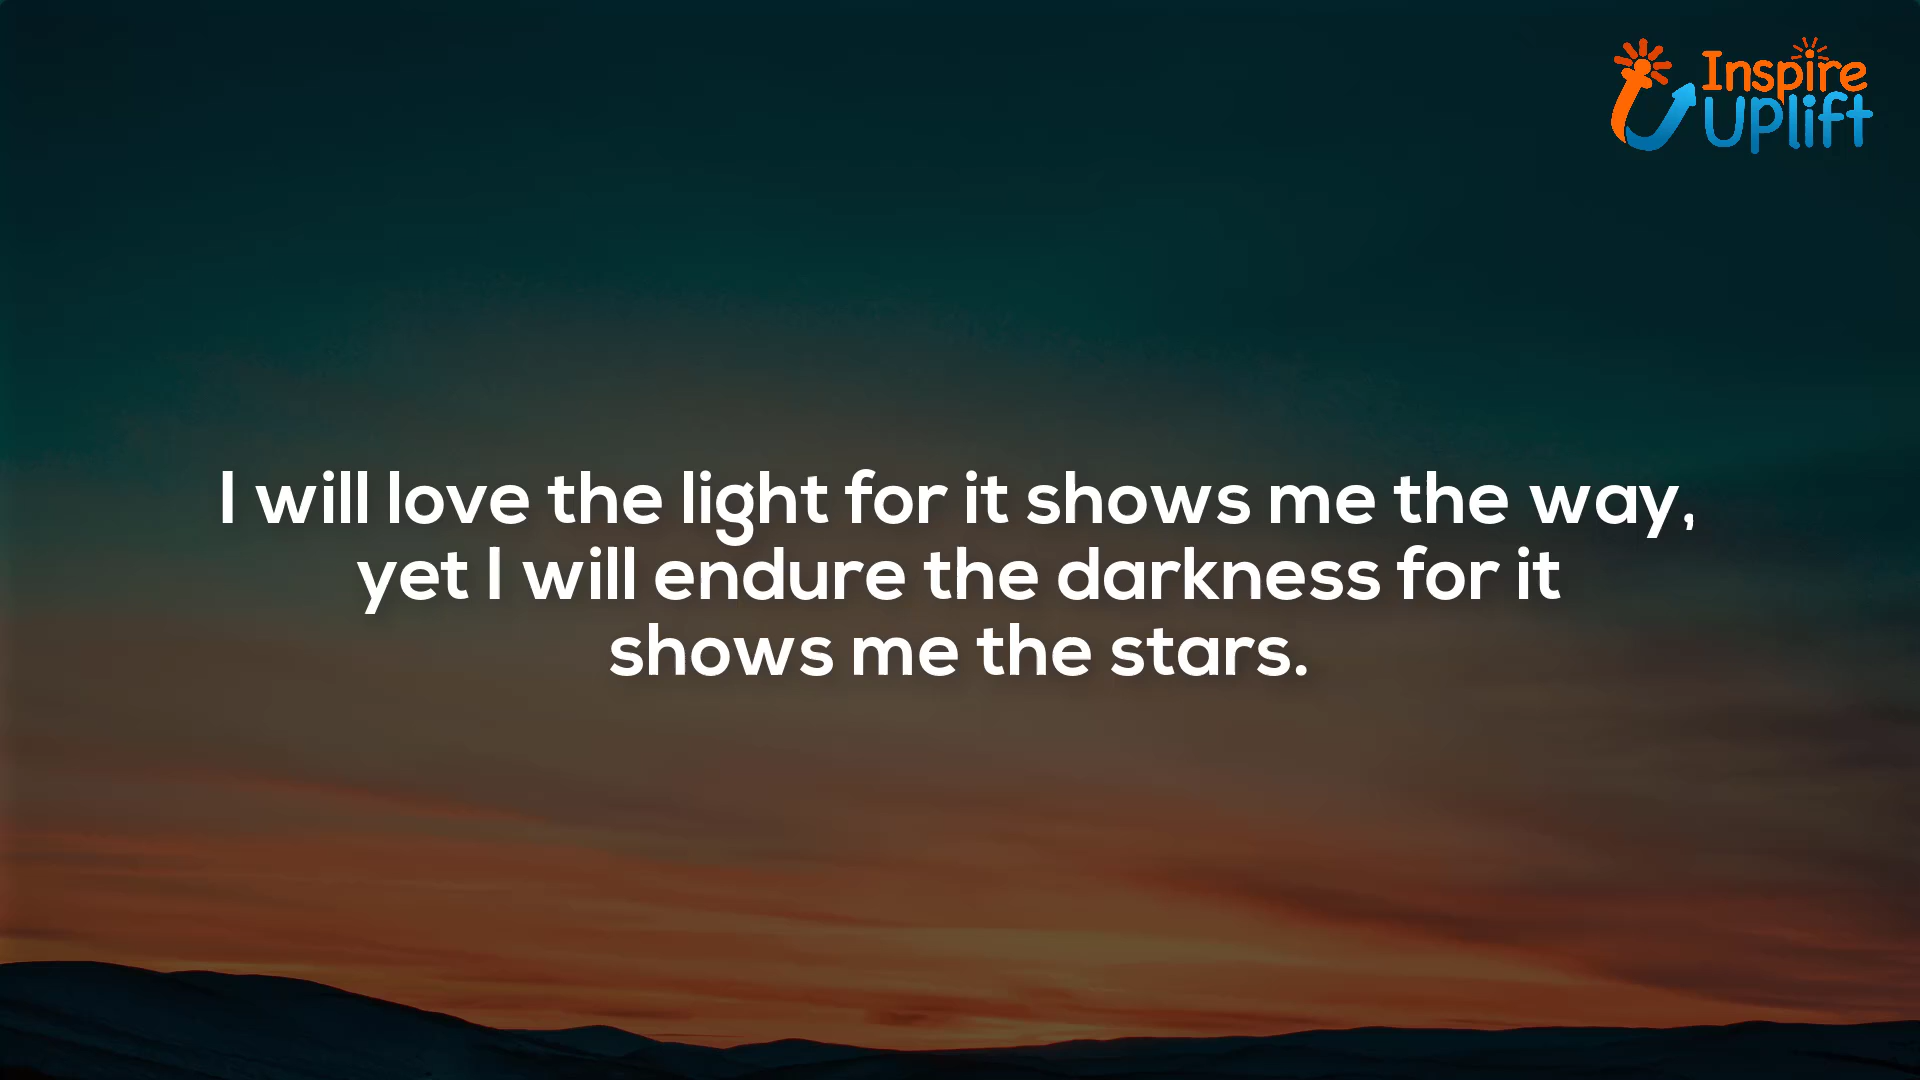 Inspire
Uplift
I will love the light for it shows me the way,
yet I will endure the darkness for it
shows me the stars.